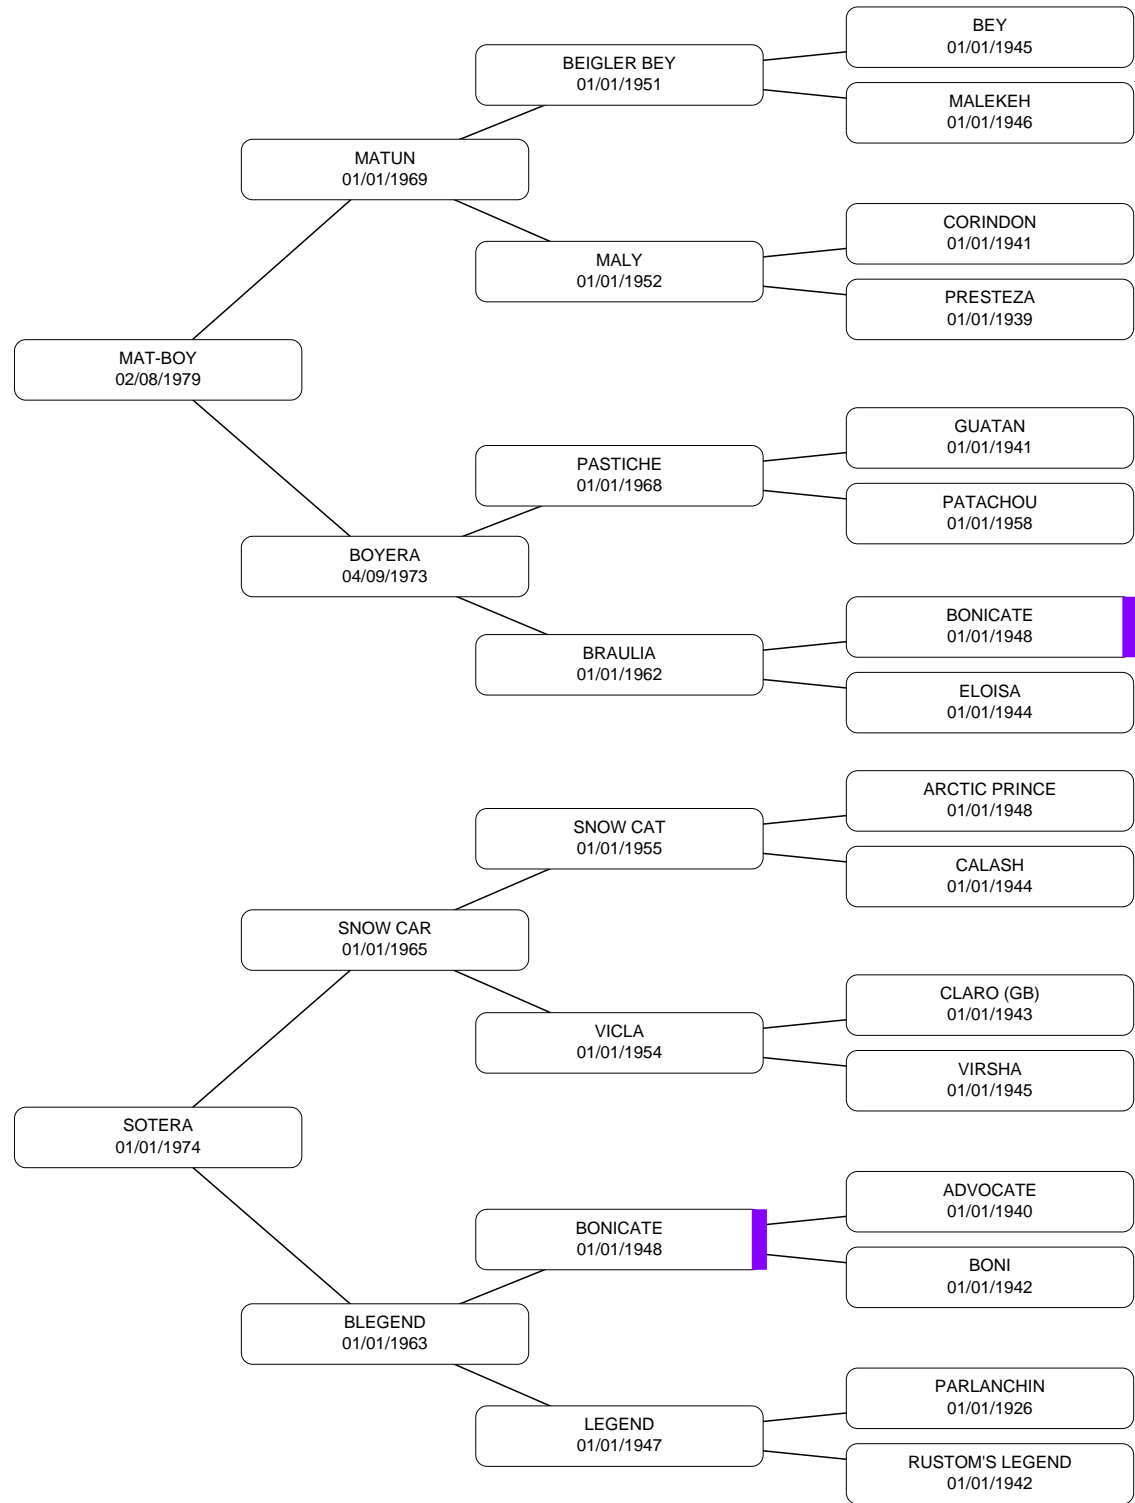 BEY
01/01/1945
BEIGLER BEY
01/01/1951
MALEKEH
01/01/1946
MATUN
01/01/1969
CORINDON
01/01/1941
MALY
01/01/1952
PRESTEZA
01/01/1939
MAT-BOY
02/08/1979
GUATAN
01/01/1941
PASTICHE
01/01/1968
PATACHOU
01/01/1958
BOYERA
04/09/1973
BONICATE
01/01/1948
BRAULIA
01/01/1962
ELOISA
01/01/1944
ARCTIC PRINCE
01/01/1948
SNOW CAT
01/01/1955
CALASH
01/01/1944
SNOW CAR
01/01/1965
CLARO (GB)
01/01/1943
VICLA
01/01/1954
VIRSHA
01/01/1945
SOTERA
01/01/1974
ADVOCATE
01/01/1940
BONICATE
01/01/1948
BONI
01/01/1942
BLEGEND
01/01/1963
PARLANCHIN
01/01/1926
LEGEND
01/01/1947
RUSTOM'S LEGEND
01/01/1942